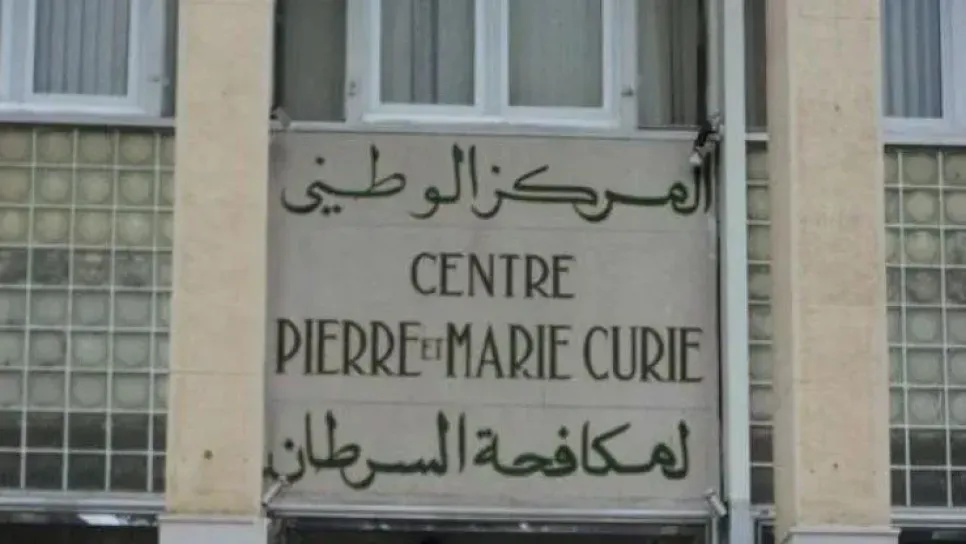 المركز الوطني
CENTRE
PIERRE ET MARIE CURIE
لمكافحة السرطان